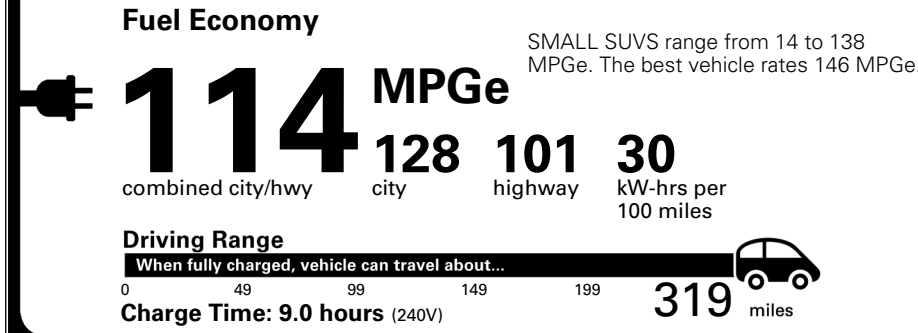 Fuel Economy
SMALL SUVS range from 14 to 138
MPGe. The best vehicle rates 146 MPGe.
114 MPGe
combined city/hwy
128
city
101
highway
30
kW-hrs per
100 miles
Driving Range
When fully charged, vehicle can travel about...
0 49 99 149 199 319 miles
Charge Time: 9.0 hours (240V)